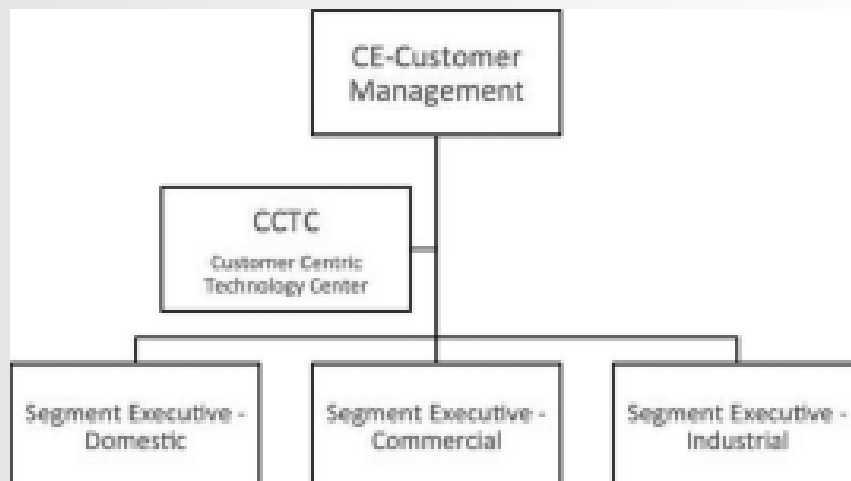 CE-Customer
Management
CCTC
Customer Centric
Technology Center
Segment Executive -
Domestic
Segment Executive -
Commercial
Segment Executive -
Industrial